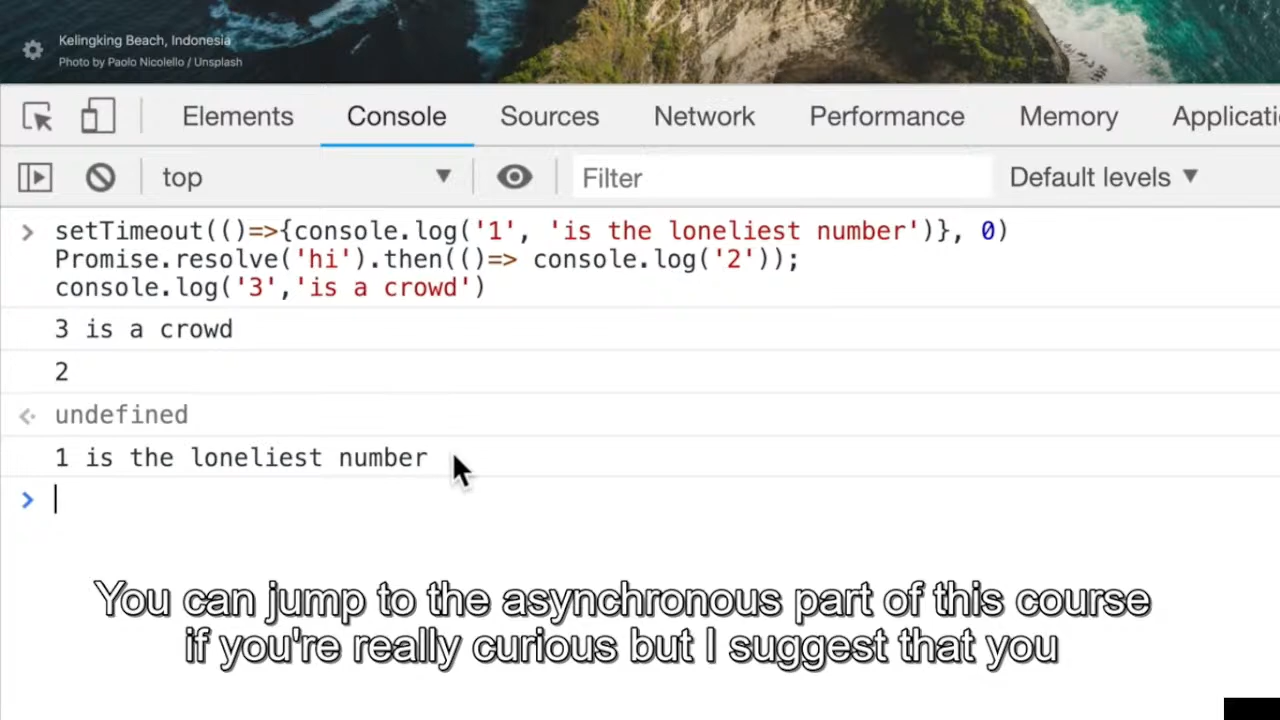 Kelingking Beach, Indonesia
Photo by Paolo Nicolello / Unsplash
Elements Console Sources Network Performance Memory Applicati
top Filter Default levels
setTimeout(()=>{console.log('1', 'is the loneliest number')}, 0)
Promise.resolve('hi').then(()=> console.log('2'));
console.log('3','is a crowd')
3 is a crowd
2
undefined
1 is the loneliest number
You can jump to the asynchronous part of this course
if you're really curious but I suggest that you